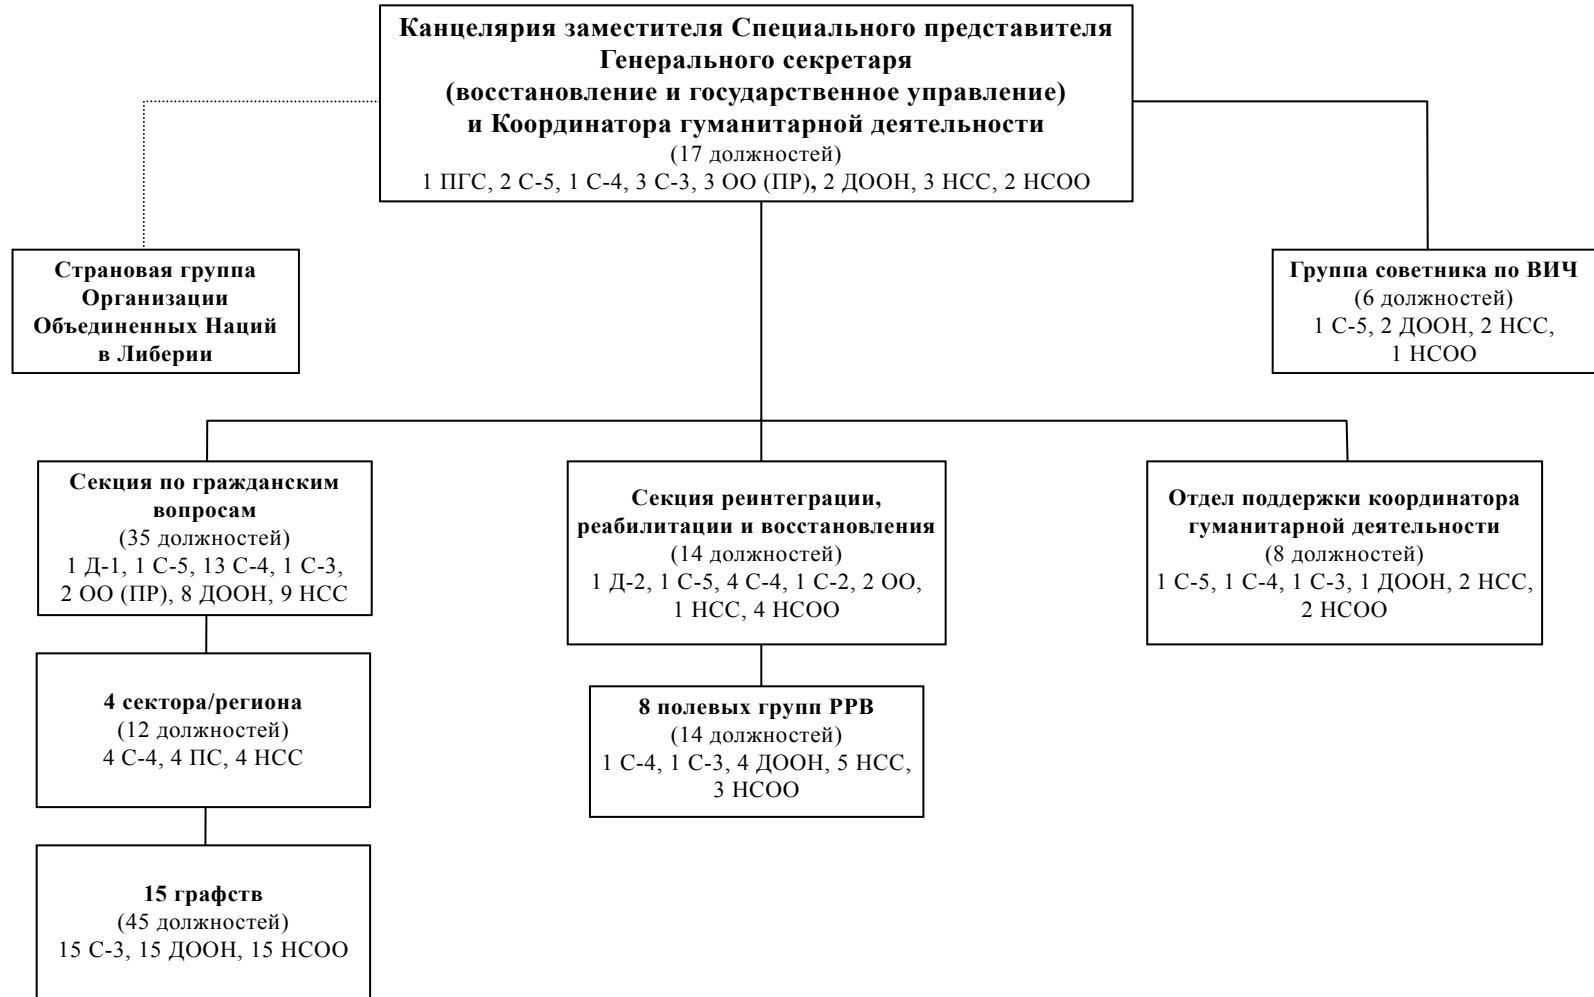 Канцелярия заместителя Специального представителя
Генерального секретаря
(восстановление и государственное управление)
и Координатора гуманитарной деятельности
(17 должностей)
1 ПГС, 2 С-5, 1 С-4, 3 С-3, 3 ОО (ПР), 2 ДООН, 3 НСС, 2 НСОО
Страновая группа
Организации
Объединенных Наций
в Либерии
Группа советника по ВИЧ
(6 должностей)
1 С-5, 2 ДООН, 2 НСС,
1 НСОО
Секция по гражданским
вопросам
(35 должностей)
1 Д-1, 1 С-5, 13 С-4, 1 С-3,
2 ОО (ПР), 8 ДООН, 9 НСС
Секция реинтеграции,
реабилитации и восстановления
(14 должностей)
1 Д-2, 1 С-5, 4 С-4, 1 С-2, 2 ОО,
1 НСС, 4 НСОО
Отдел поддержки координатора
гуманитарной деятельности
(8 должностей)
1 С-5, 1 С-4, 1 С-3, 1 ДООН, 2 НСС,
2 НСОО
4 сектора/региона
(12 должностей)
4 С-4, 4 ПС, 4 НСС
8 полевых групп РРВ
(14 должностей)
1 С-4, 1 С-3, 4 ДООН, 5 НСС,
3 НСОО
15 графств
(45 должностей)
15 С-3, 15 ДООН, 15 НСОО